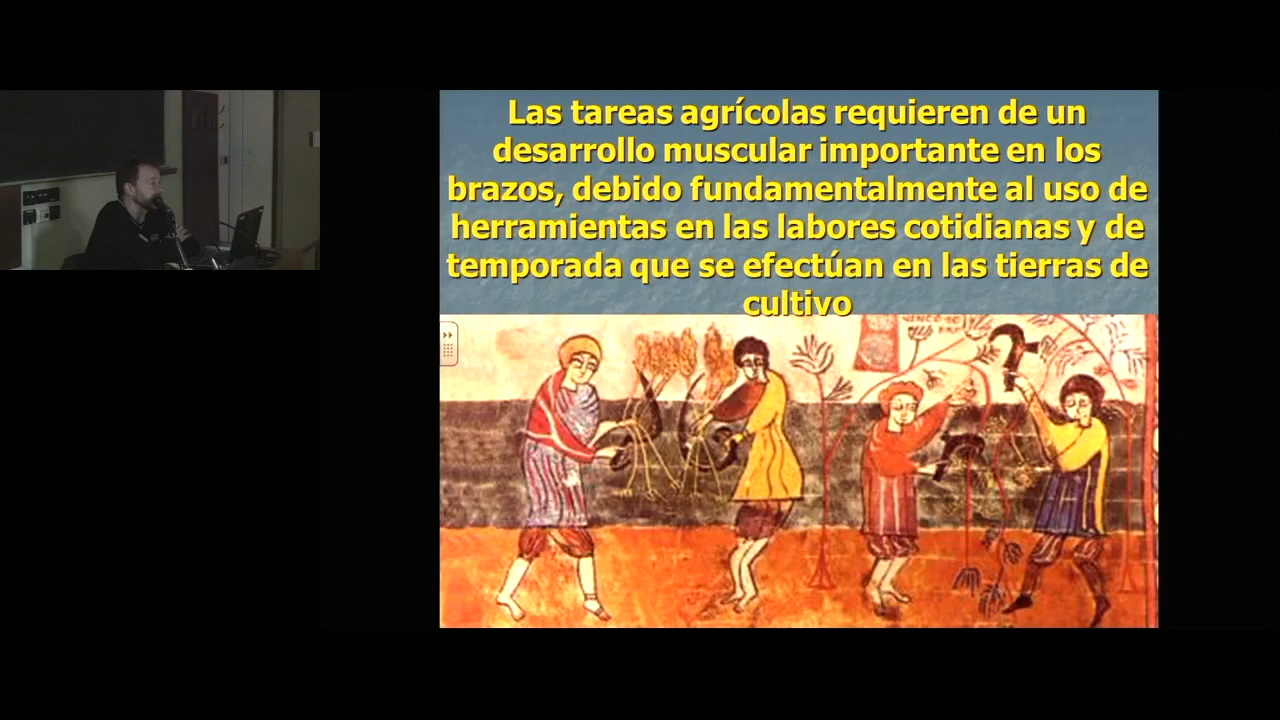 Las tareas agrícolas requieren de un
desarrollo muscular importante en los
brazos, debido fundamentalmente al uso de
herramientas en las labores cotidianas y de
temporada que se efectúan en las tierras de
cultivo